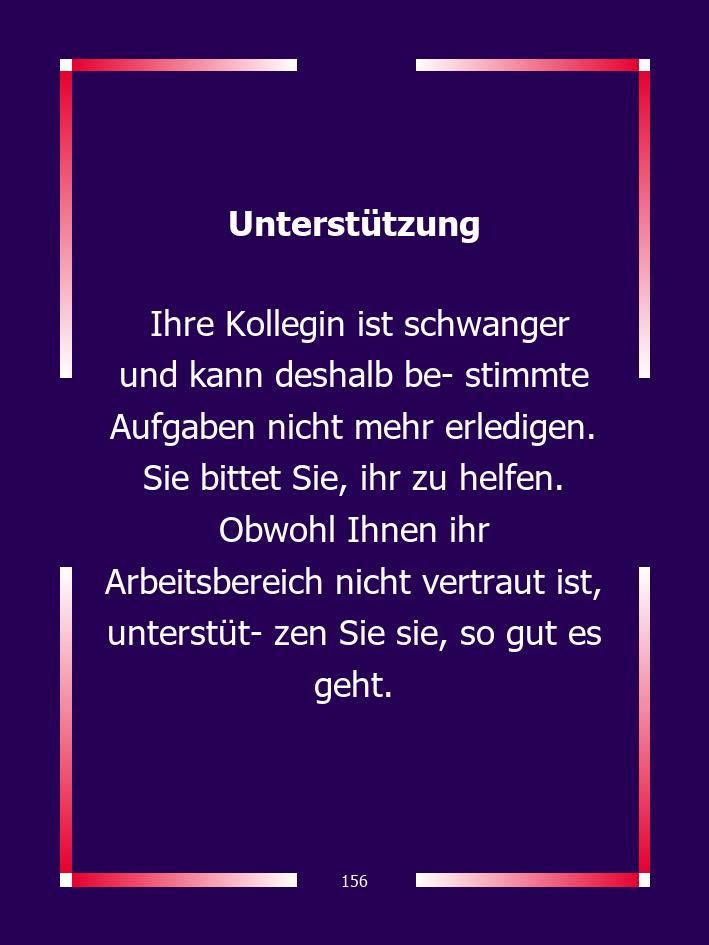 Unterstützung
Ihre Kollegin ist schwanger
und kann deshalb be- stimmte
Aufgaben nicht mehr erledigen.
Sie bittet Sie, ihr zu helfen.
Obwohl Ihnen ihr
Arbeitsbereich nicht vertraut ist,
unterstüt- zen Sie sie, so gut es
geht.
156